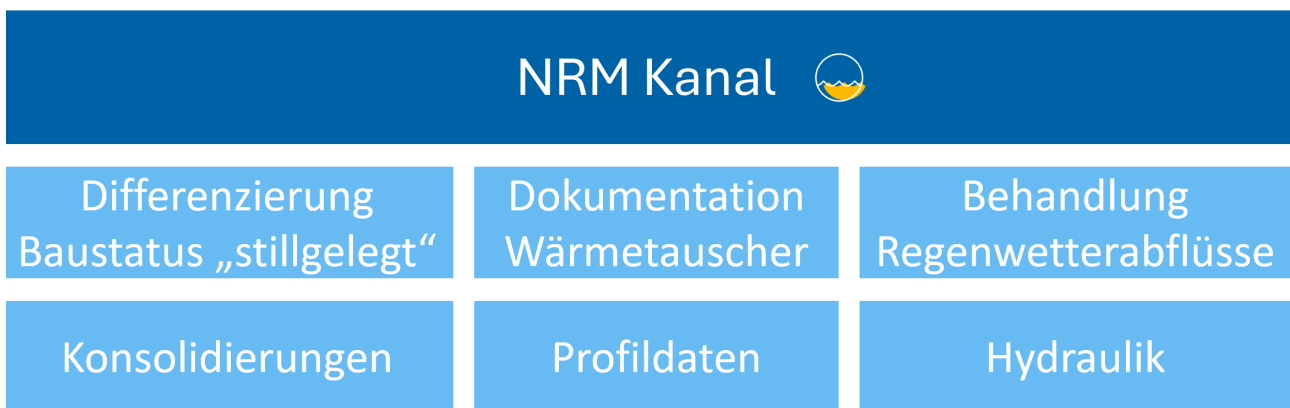 NRM Kanal
Differenzierung
Baustatus „stillgelegt“
Dokumentation
Wärmetauscher
Behandlung
Regenwetterabflüsse
Konsolidierungen
Profildaten
Hydraulik